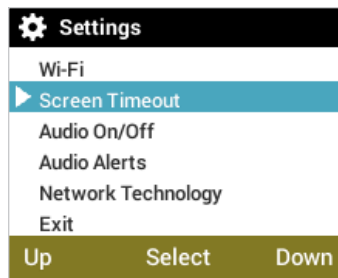 Settings
Wi-Fi
Screen Timeout
Audio On/Off
Audio Alerts
Network Technology
Exit
Up Select Down